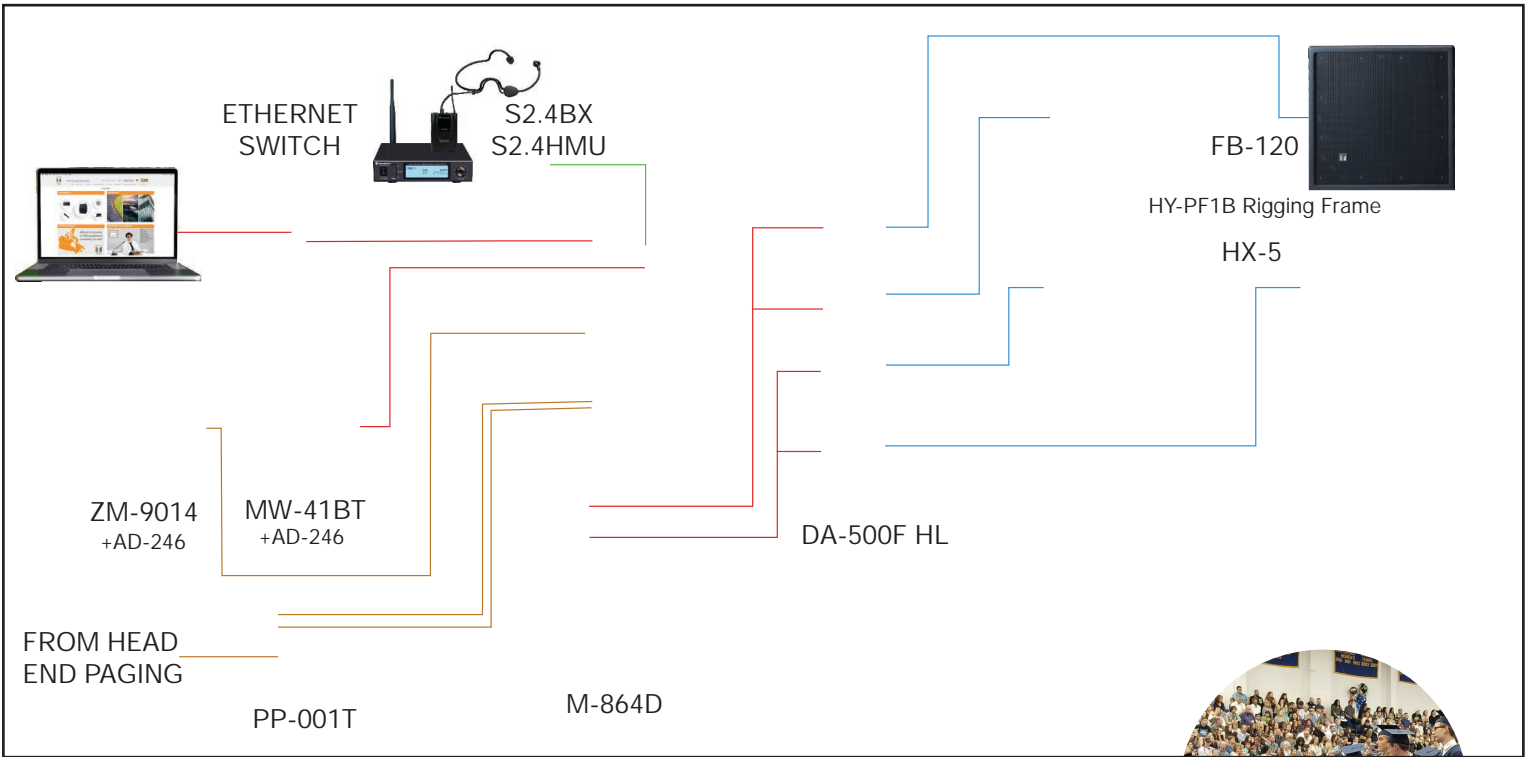 ETHERNET
SWITCH
S2.4BX
S2.4HMU
FB-120
HY-PF1B Rigging Frame
HX-5
ZM-9014
+AD-246
MW-41BT
+AD-246
DA-500F HL
FROM HEAD
END PAGING
PP-001T
M-864D